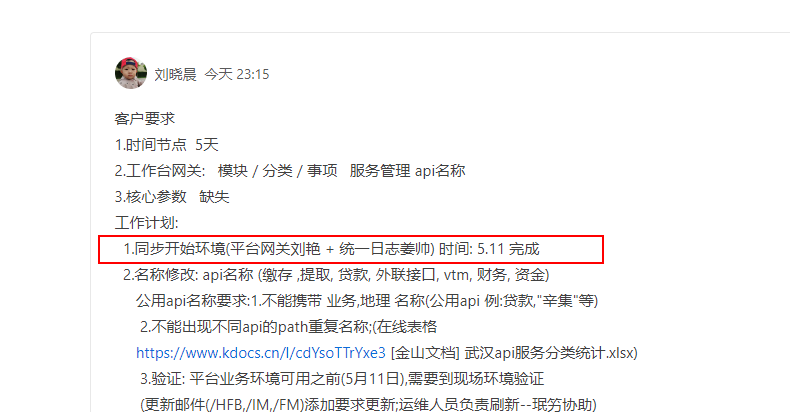 刘晓晨 今天 23:15
客户要求
1.时间节点 5天
2.工作台网关: 模块 / 分类 / 事项 服务管理 api名称
3.核心参数 缺失
工作计划:
1.同步开始环境(平台网关刘艳 + 统一日志姜帅) 时间: 5.11 完成
2.名称修改: api名称 (缴存 ,提取, 贷款, 外联接口, vtm, 财务, 资金)
公用api名称要求:1.不能携带 业务,地理 名称(公用api 例:贷款,"辛集"等)
2.不能出现不同api的path重复名称;(在线表格
https://www.kdocs.cn/l/cdYsoTTrYxe3 [金山文档] 武汉api服务分类统计.xlsx)
3.验证: 平台业务环境可用之前(5月11日),需要到现场环境验证
(更新邮件(/HFB,/IM,/FM)添加要求更新;运维人员负责刷新--珉竻协助)